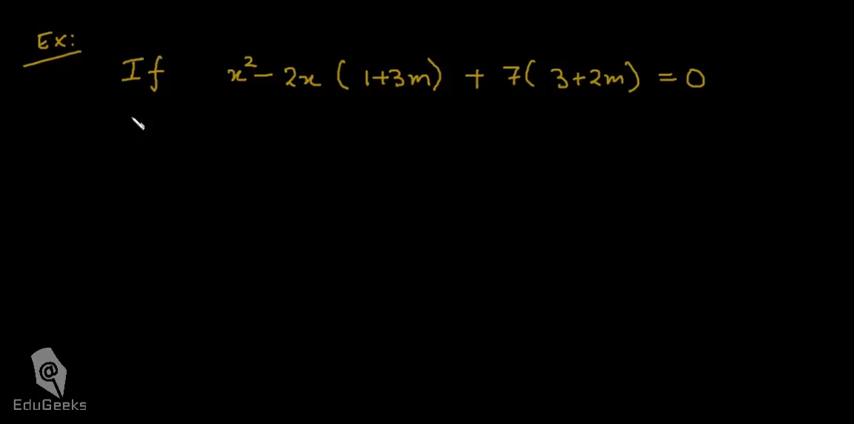 Ex:
If x² - 2x ( 1+3m) + 7( 3+2m) = 0
@
EduGeeks